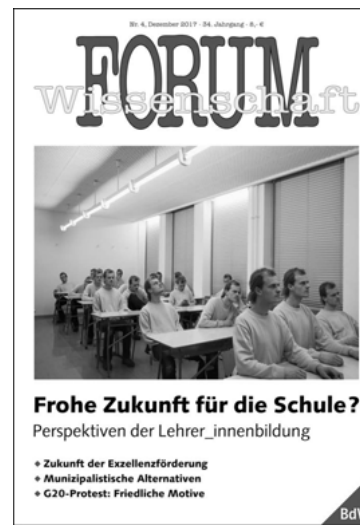 Nr. 4, Dezember 2017 · 34. Jahrgang · 8,- €
FORUM
Wissenschaft
Frohe Zukunft für die Schule?
Perspektiven der Lehrer_innenbildung
◆ Zukunft der Exzellenzförderung
◆ Munizipalistische Alternativen
◆ G20-Protest: Friedliche Motive